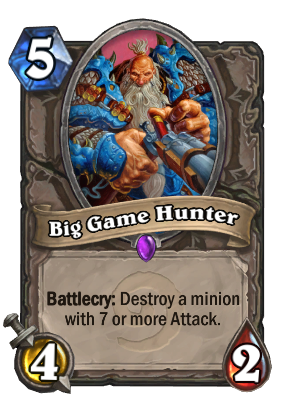 5
Big Game Hunter
Battlecry: Destroy a minion
with 7 or more Attack.
4
2